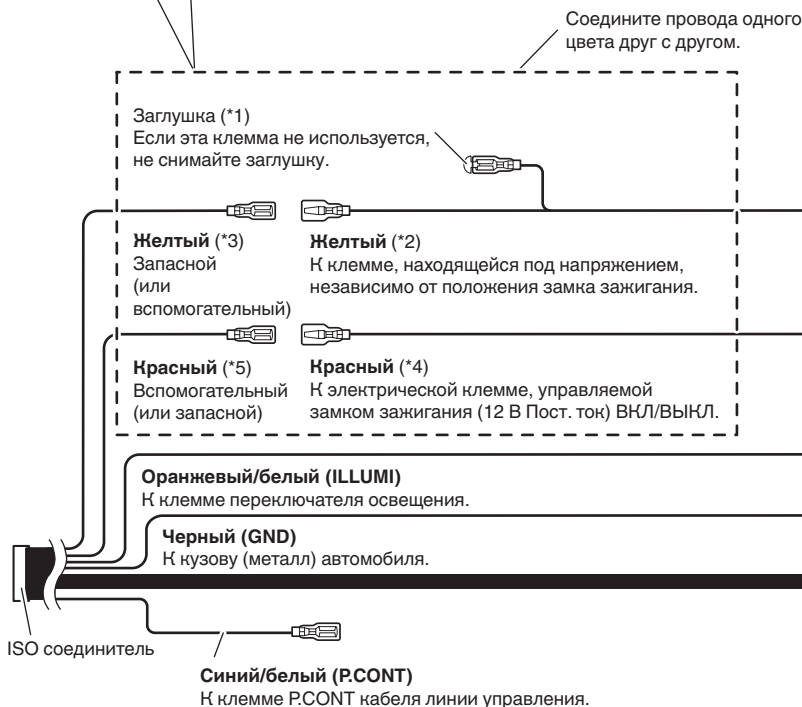 Соедините провода одного
цвета друг с другом.
Заглушка (*1)
Если эта клемма не используется,
не снимайте заглушку.
Желтый (*3)
Запасной
(или
вспомогательный)
Желтый (*2)
К клемме, находящейся под напряжением,
независимо от положения замка зажигания.
Красный (*5)
Вспомогательный
(или запасной)
Красный (*4)
К электрической клемме, управляемой
замком зажигания (12 В Пост. ток) ВКЛ/ВЫКЛ.
Оранжевый/белый (ILLUMI)
К клемме переключателя освещения.
Черный (GND)
К кузову (металл) автомобиля.
ISO соединитель
Синий/белый (P.CONT)
К клемме P.CONT кабеля линии управления.